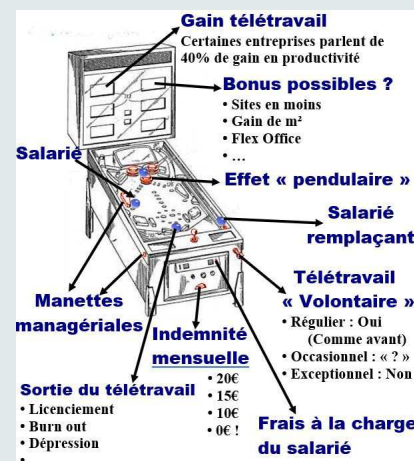 Gain télétravail
Certaines entreprises parlent de
40% de gain en productivité
Bonus possibles ?
• Sites en moins
• Gain de m²
• Flex Office
• ...
Salarié
Effet « pendulaire »
Salarié
remplaçant
Manettes
managériales
Télétravail
« Volontaire »
• Régulier : Oui
(Comme avant)
• Occasionnel : « ? »
• Exceptionnel : Non
Indemnité
mensuelle
• 20€
• 15€
• 10€
• 0€ !
Sortie du télétravail
• Licenciement
• Burn out
• Dépression
•
Frais à la charge
du salarié